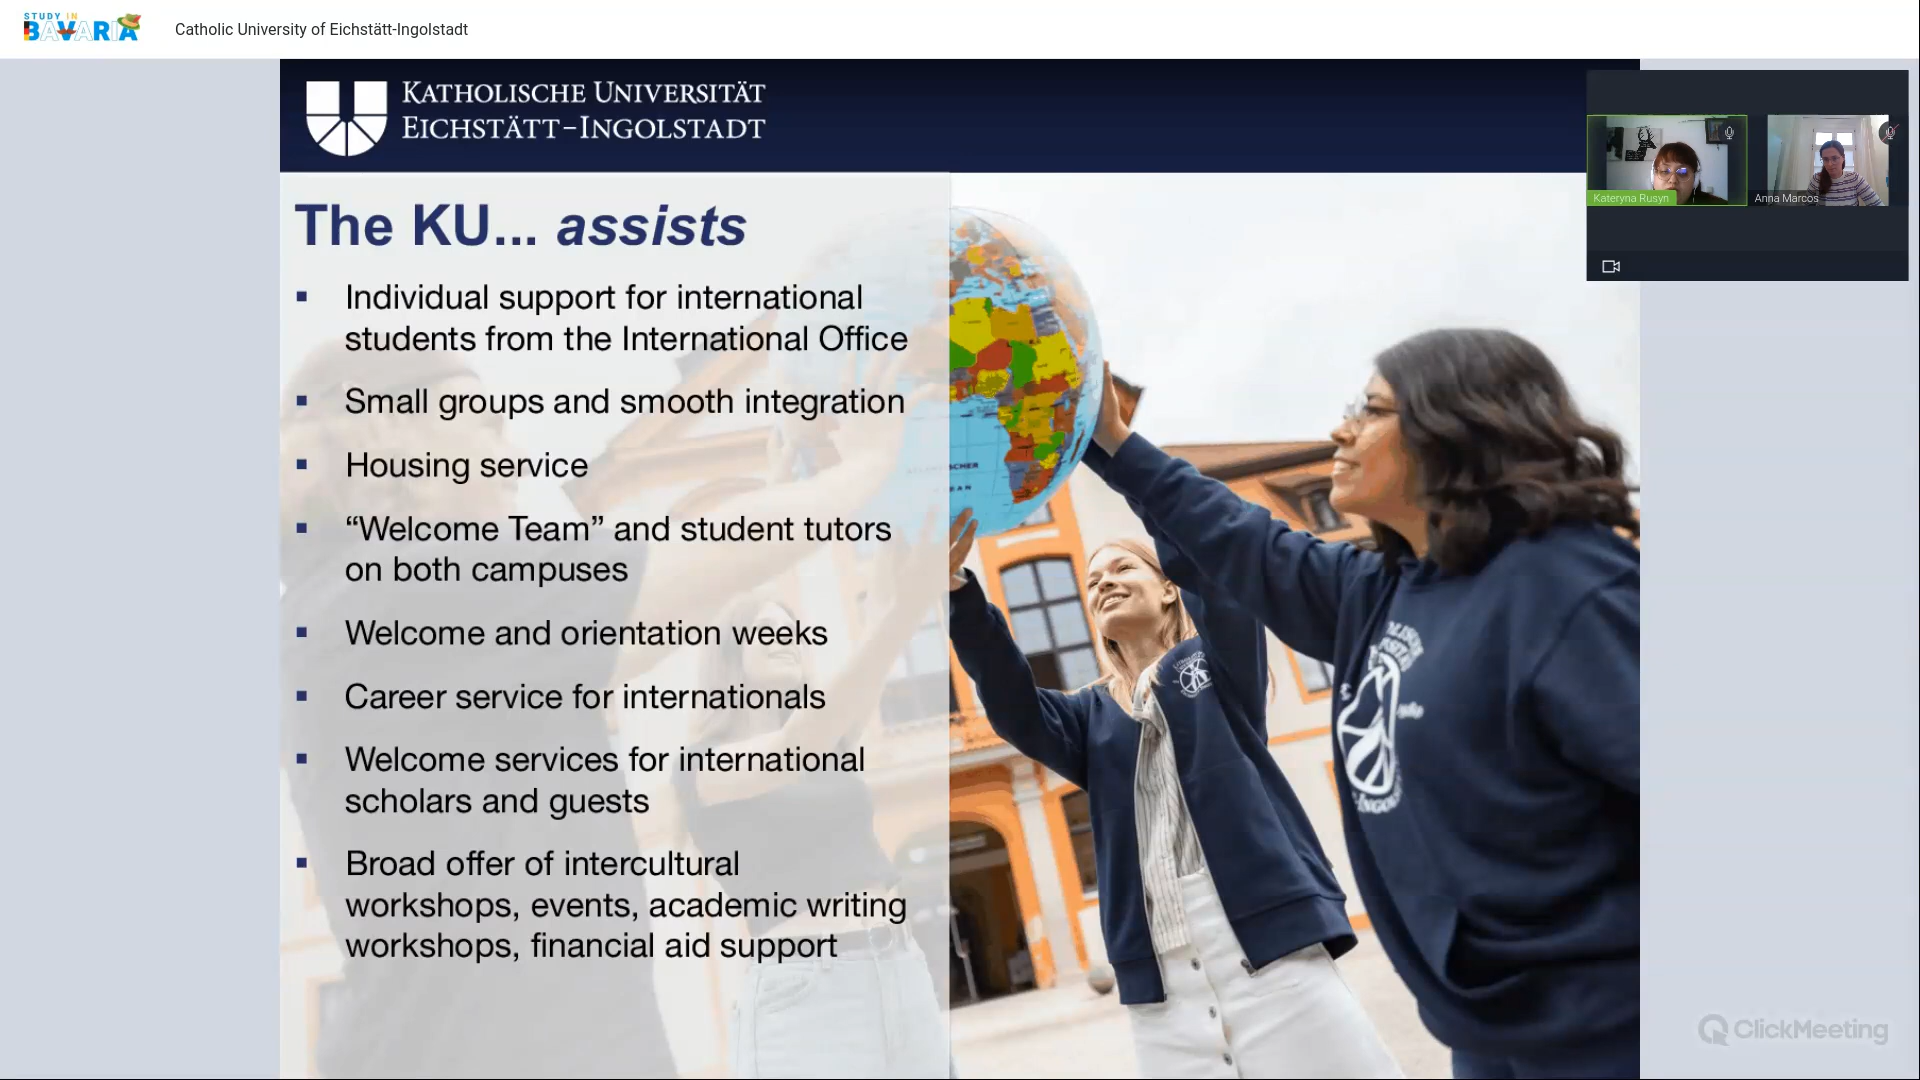 STUDY IN
BAVARIA
Catholic University of Eichstätt-Ingolstadt
KATHOLISCHE UNIVERSITÄT
EICHSTÄTT-INGOLSTADT
Kateryna Rusyn
Anna Marcos
The KU... assists
▪ Individual support for international
students from the International Office
▪ Small groups and smooth integration
▪ Housing service
▪ “Welcome Team” and student tutors
on both campuses
▪ Welcome and orientation weeks
▪ Career service for internationals
▪ Welcome services for international
scholars and guests
▪ Broad offer of intercultural
workshops, events, academic writing
workshops, financial aid support
ClickMeeting